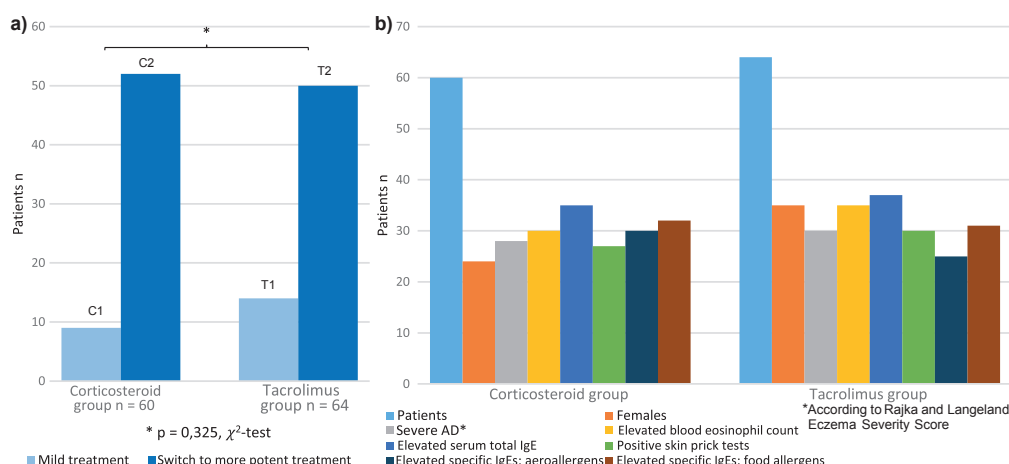 a)
60
50
40
30
20
10
0
Patients n
*
C1
C2
T1
T2
Corticosteroid
group n = 60
Tacrolimus
group n = 64
* p = 0,325, χ²-test
Mild treatment
Switch to more potent treatment
b)
70
60
50
40
30
20
10
0
Patients n
Corticosteroid group
Tacrolimus group
*According to Rajka and Langeland
Eczema Severity Score
Patients
Females
Severe AD*
Elevated blood eosinophil count
Elevated serum total IgE
Positive skin prick tests
Elevated specific IgEs: aeroallergens
Elevated specific IgEs: food allergens